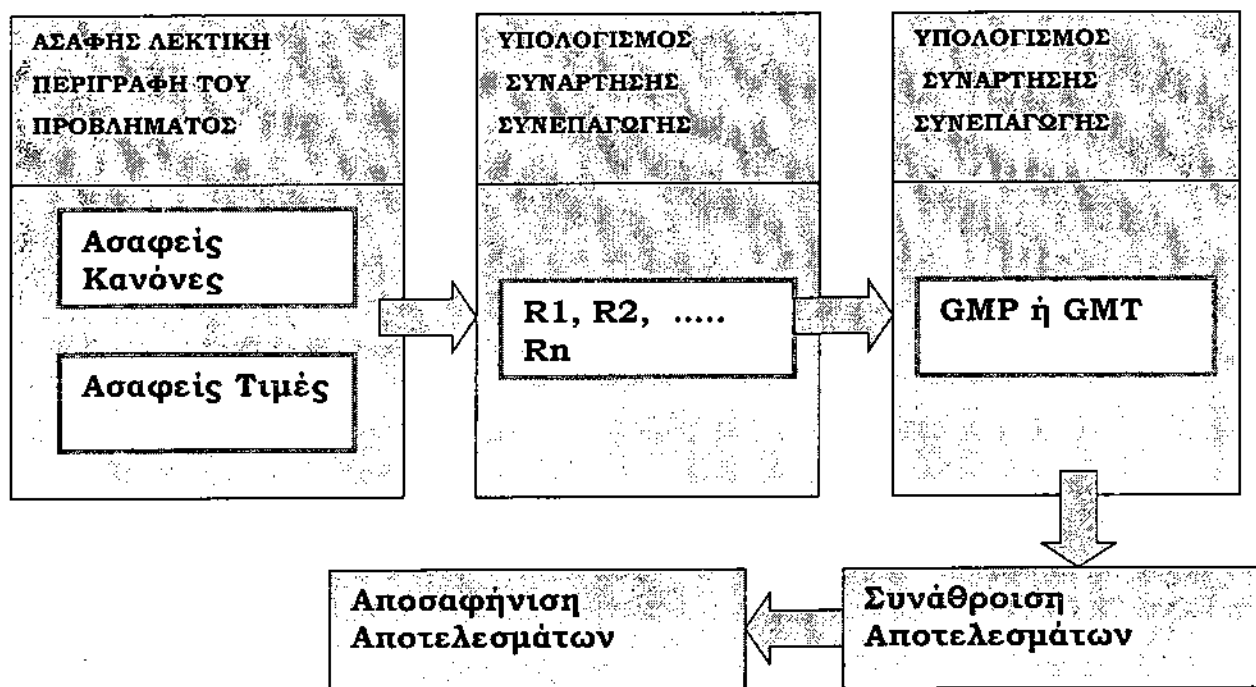 ΑΣΑΦΗΣ ΛΕΚΤΙΚΗ
ΠΕΡΙΓΡΑΦΗ ΤΟΥ
ΠΡΟΒΛΗΜΑΤΟΣ
Ασαφείς
Κανόνες
Ασαφείς Τιμές
ΥΠΟΛΟΓΙΣΜΟΣ
ΣΥΝΑΡΤΗΣΗΣ
ΣΥΝΕΠΑΓΩΓΗΣ
R1, R2, .....
Rn
ΥΠΟΛΟΓΙΣΜΟΣ
ΣΥΝΑΡΤΗΣΗΣ
ΣΥΝΕΠΑΓΩΓΗΣ
GMP ή GMT
Συνάθροιση
Αποτελεσμάτων
Αποσαφήνιση
Αποτελεσμάτων